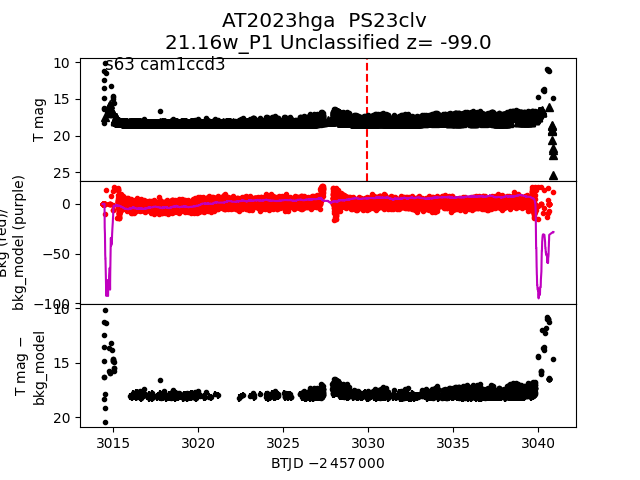 AT2023hga PS23clv
21.16w_P1 Unclassified z= -99.0
s63 cam1ccd3
10
15
20
25
T mag
0
−50
−100
Bkg (red)/
bkg_model (purple)
10
15
20
T mag −
bkg_model
3015 3020 3025 3030 3035 3040
BTJD −2 457 000